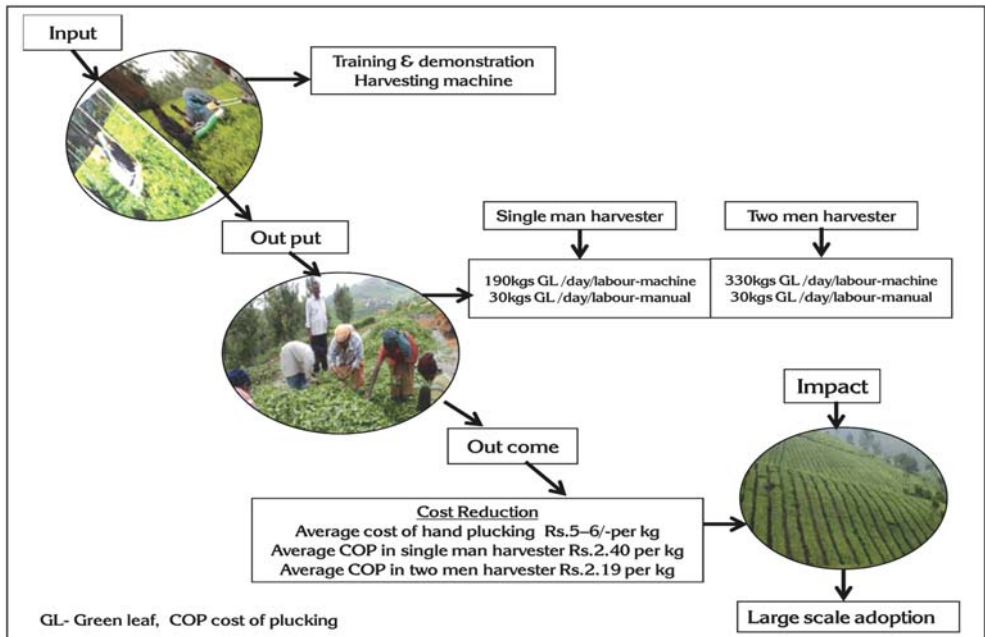 Input
Training & demonstration
Harvesting machine
Out put
Single man harvester
Two men harvester
190kgs GL /day/labour-machine
30kgs GL /day/labour-manual
330kgs GL /day/labour-machine
30kgs GL /day/labour-manual
Out come
Impact
Cost Reduction
Average cost of hand plucking Rs.5–6/-per kg
Average COP in single man harvester Rs.2.40 per kg
Average COP in two men harvester Rs.2.19 per kg
Large scale adoption
GL- Green leaf, COP cost of plucking